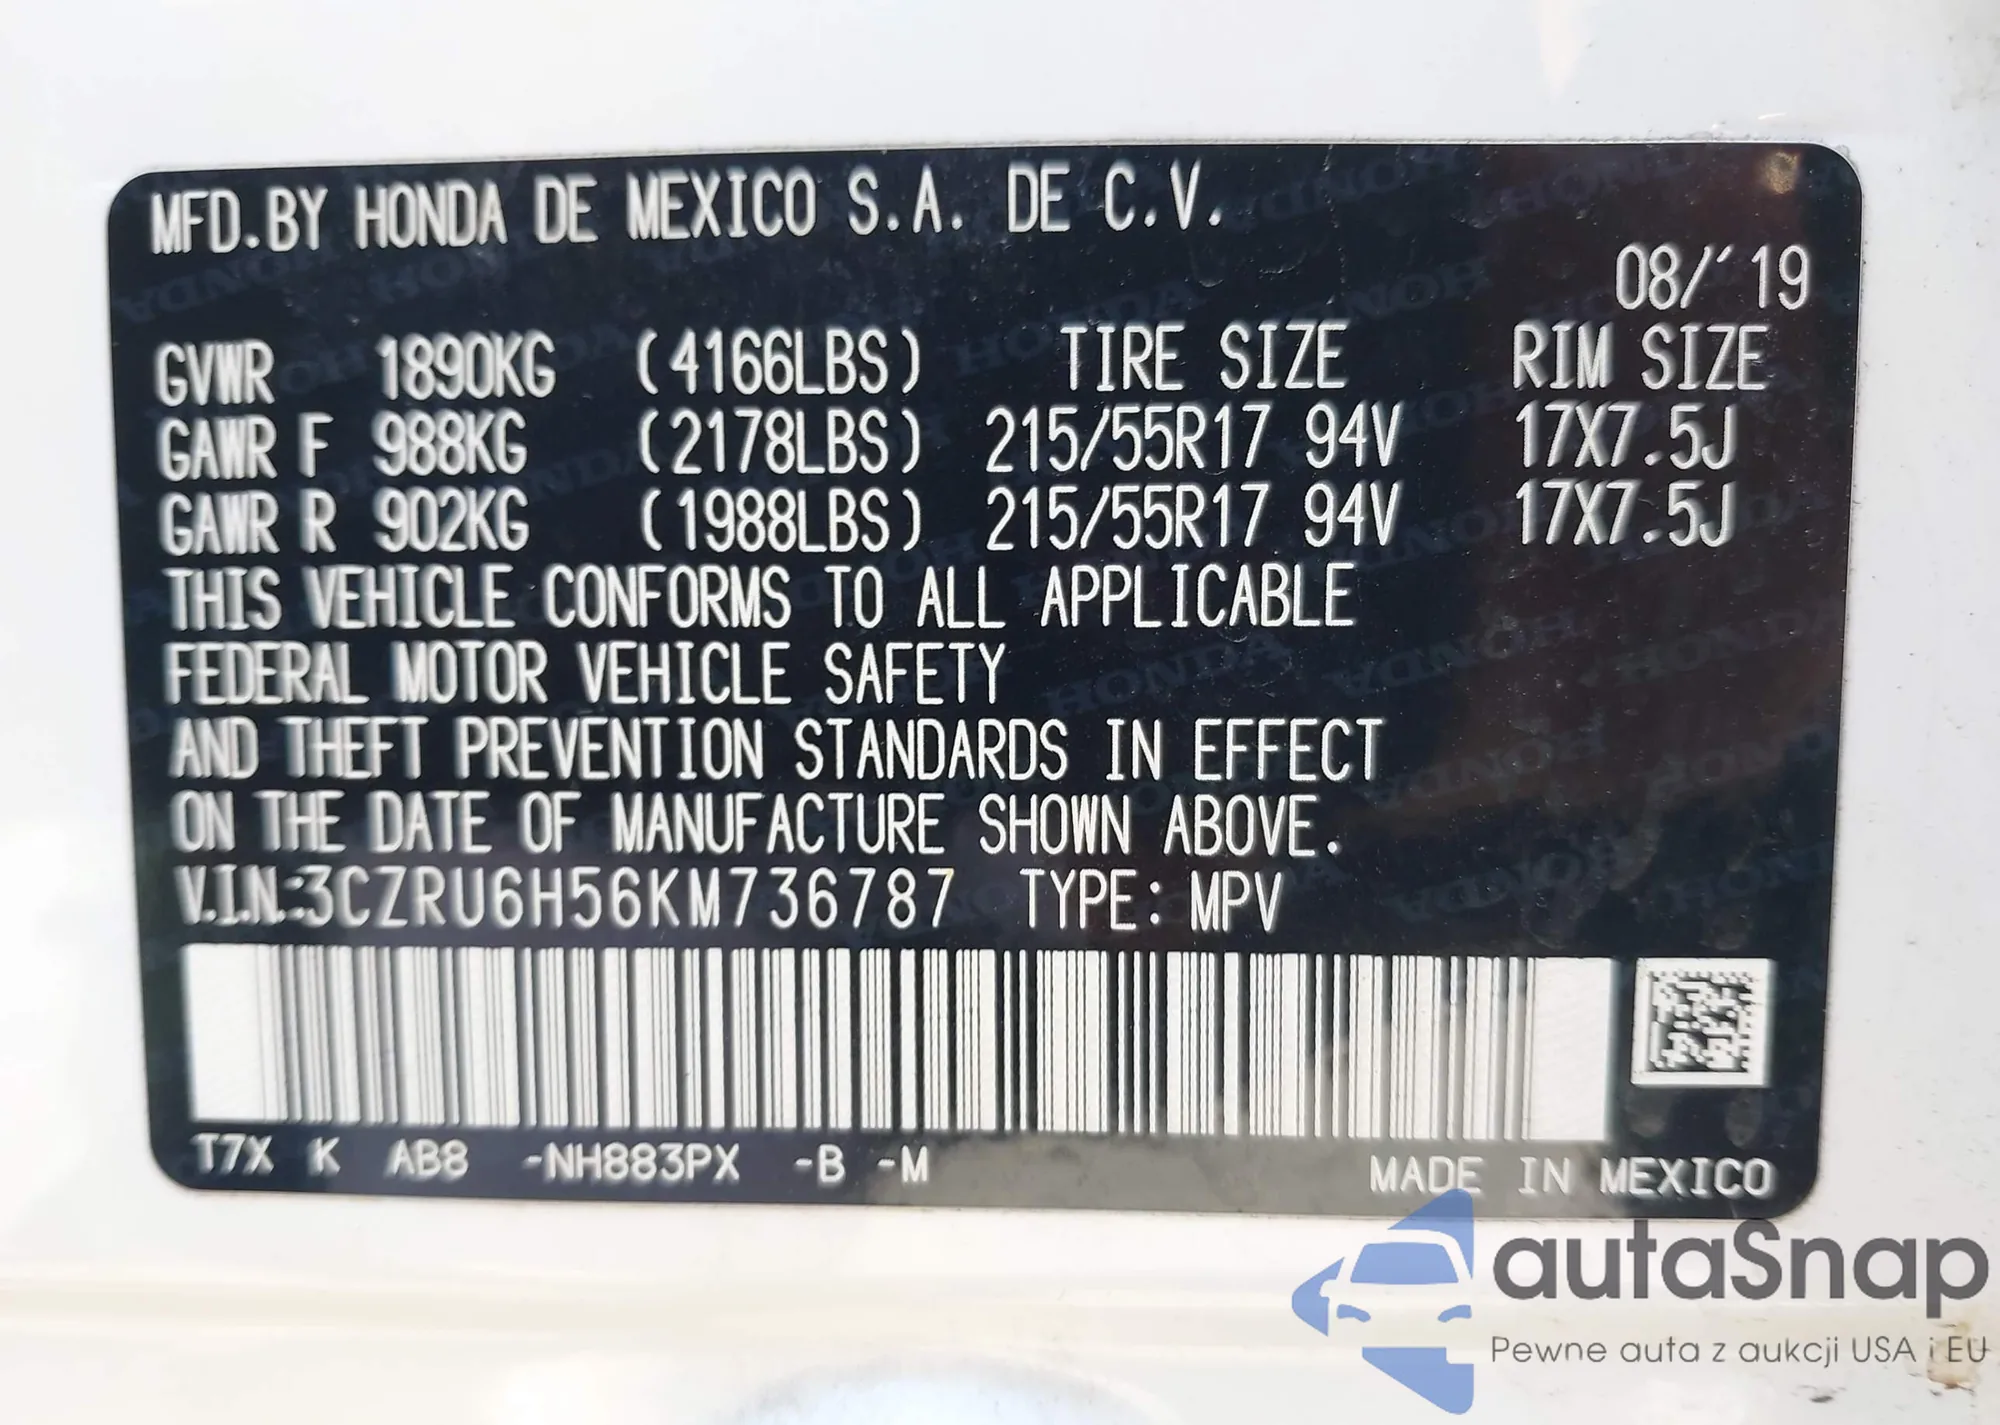 MFD.BY HONDA DE MEXICO S.A. DE C.V.
08/'19
GVWR 1890KG (4166LBS) TIRE SIZE RIM SIZE
GAWR F 988KG (2178LBS) 215/55R17 94V 17X7.5J
GAWR R 902KG (1988LBS) 215/55R17 94V 17X7.5J
THIS VEHICLE CONFORMS TO ALL APPLICABLE
FEDERAL MOTOR VEHICLE SAFETY
AND THEFT PREVENTION STANDARDS IN EFFECT
ON THE DATE OF MANUFACTURE SHOWN ABOVE.
V.I.N.:3CZRU6H56KM736787 TYPE: MPV
T7X K AB8 -NH883PX -B -M
MADE IN MEXICO
autaSnap
Pewne auta z aukcji USA i EU